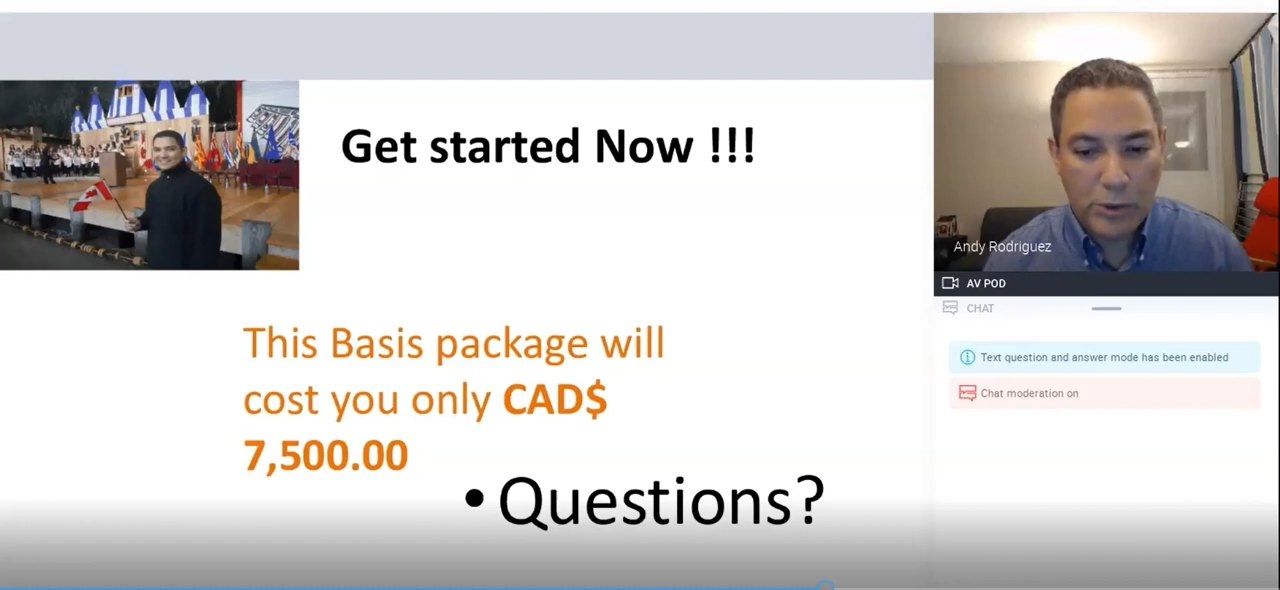 Get started Now !!!
This Basis package will
cost you only CAD$
7,500.00
• Questions?
Andy Rodriguez
AV POD
CHAT
Text question and answer mode has been enabled
Chat moderation on